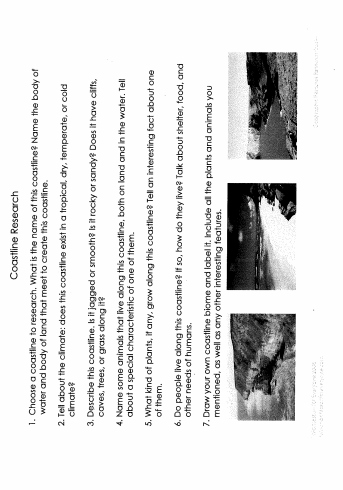 Coastline Research
1. Choose a coastline to research. What is the name of this coastline? Name the body of
water and body of land that meet to create this coastline.
2. Tell about the climate: does this coastline exist in a tropical, dry, temperate, or cold
climate?
3. Describe this coastline. Is it jagged or smooth? Is it rocky or sandy? Does it have cliffs,
caves, trees, or grass along it?
4. Name some animals that live along this coastline, both on land and in the water. Tell
about a special characteristic of one of them.
5. What kind of plants, if any, grow along this coastline? Tell an interesting fact about one
of them.
6. Do people live along this coastline? If so, how do they live? Talk about shelter, food, and
other needs of humans.
7. Draw your own coastline biome and label it. Include all the plants and animals you
mentioned, as well as any other interesting features.